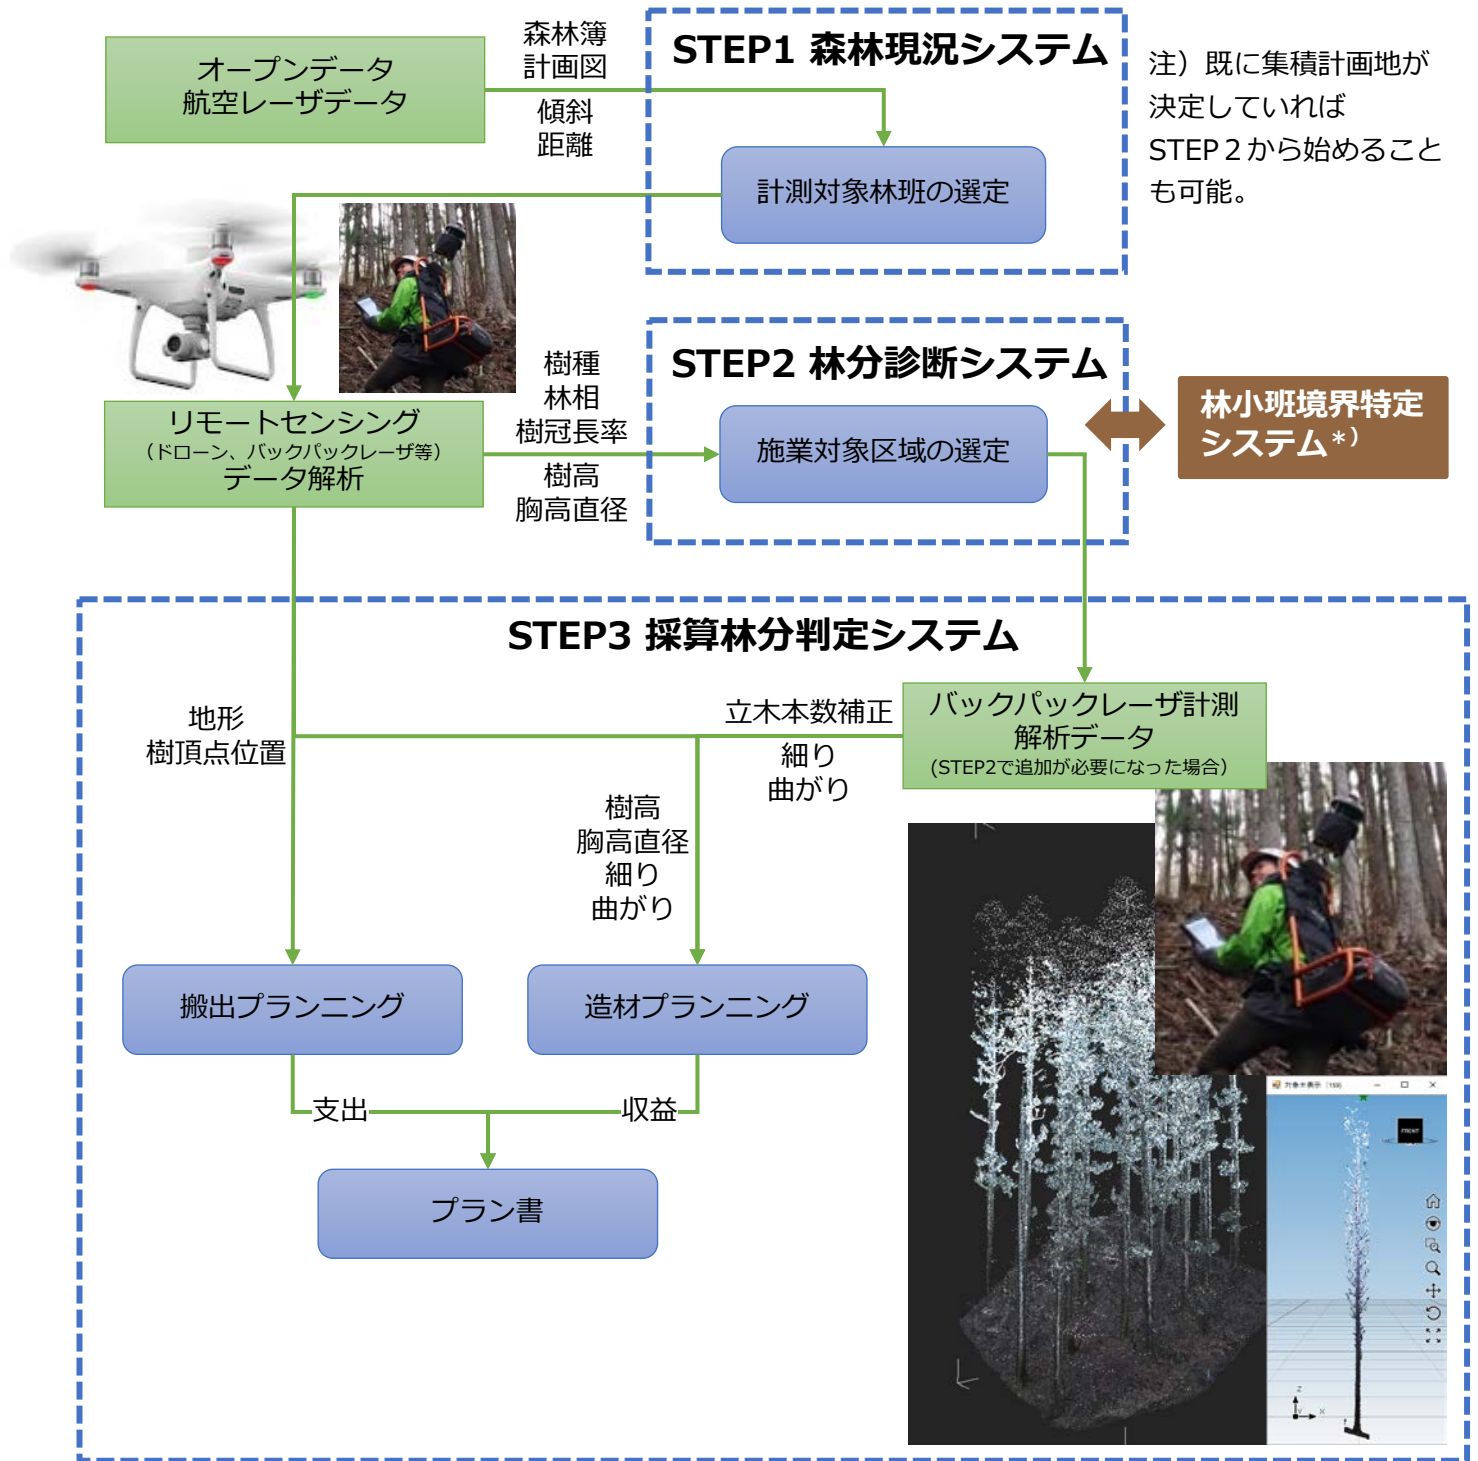 オープンデータ
航空レーザデータ
森林簿
計画図
傾斜
距離
STEP1 森林現況システム
計測対象林班の選定
注）既に集積計画地が
決定していれば
STEP２から始めること
も可能。
リモートセンシング
（ドローン、バックパックレーザ等）
データ解析
樹種
林相
樹冠長率
樹高
胸高直径
STEP2 林分診断システム
施業対象区域の選定
林小班境界特定
システム＊）
STEP3 採算林分判定システム
地形
樹頂点位置
立木本数補正
細り
曲がり
バックパックレーザ計測
解析データ
(STEP2で追加が必要になった場合）
樹高
胸高直径
細り
曲がり
搬出プランニング
造材プランニング
支出
収益
プラン書
対象木表示 (159)
FRONT
Z
Y
X